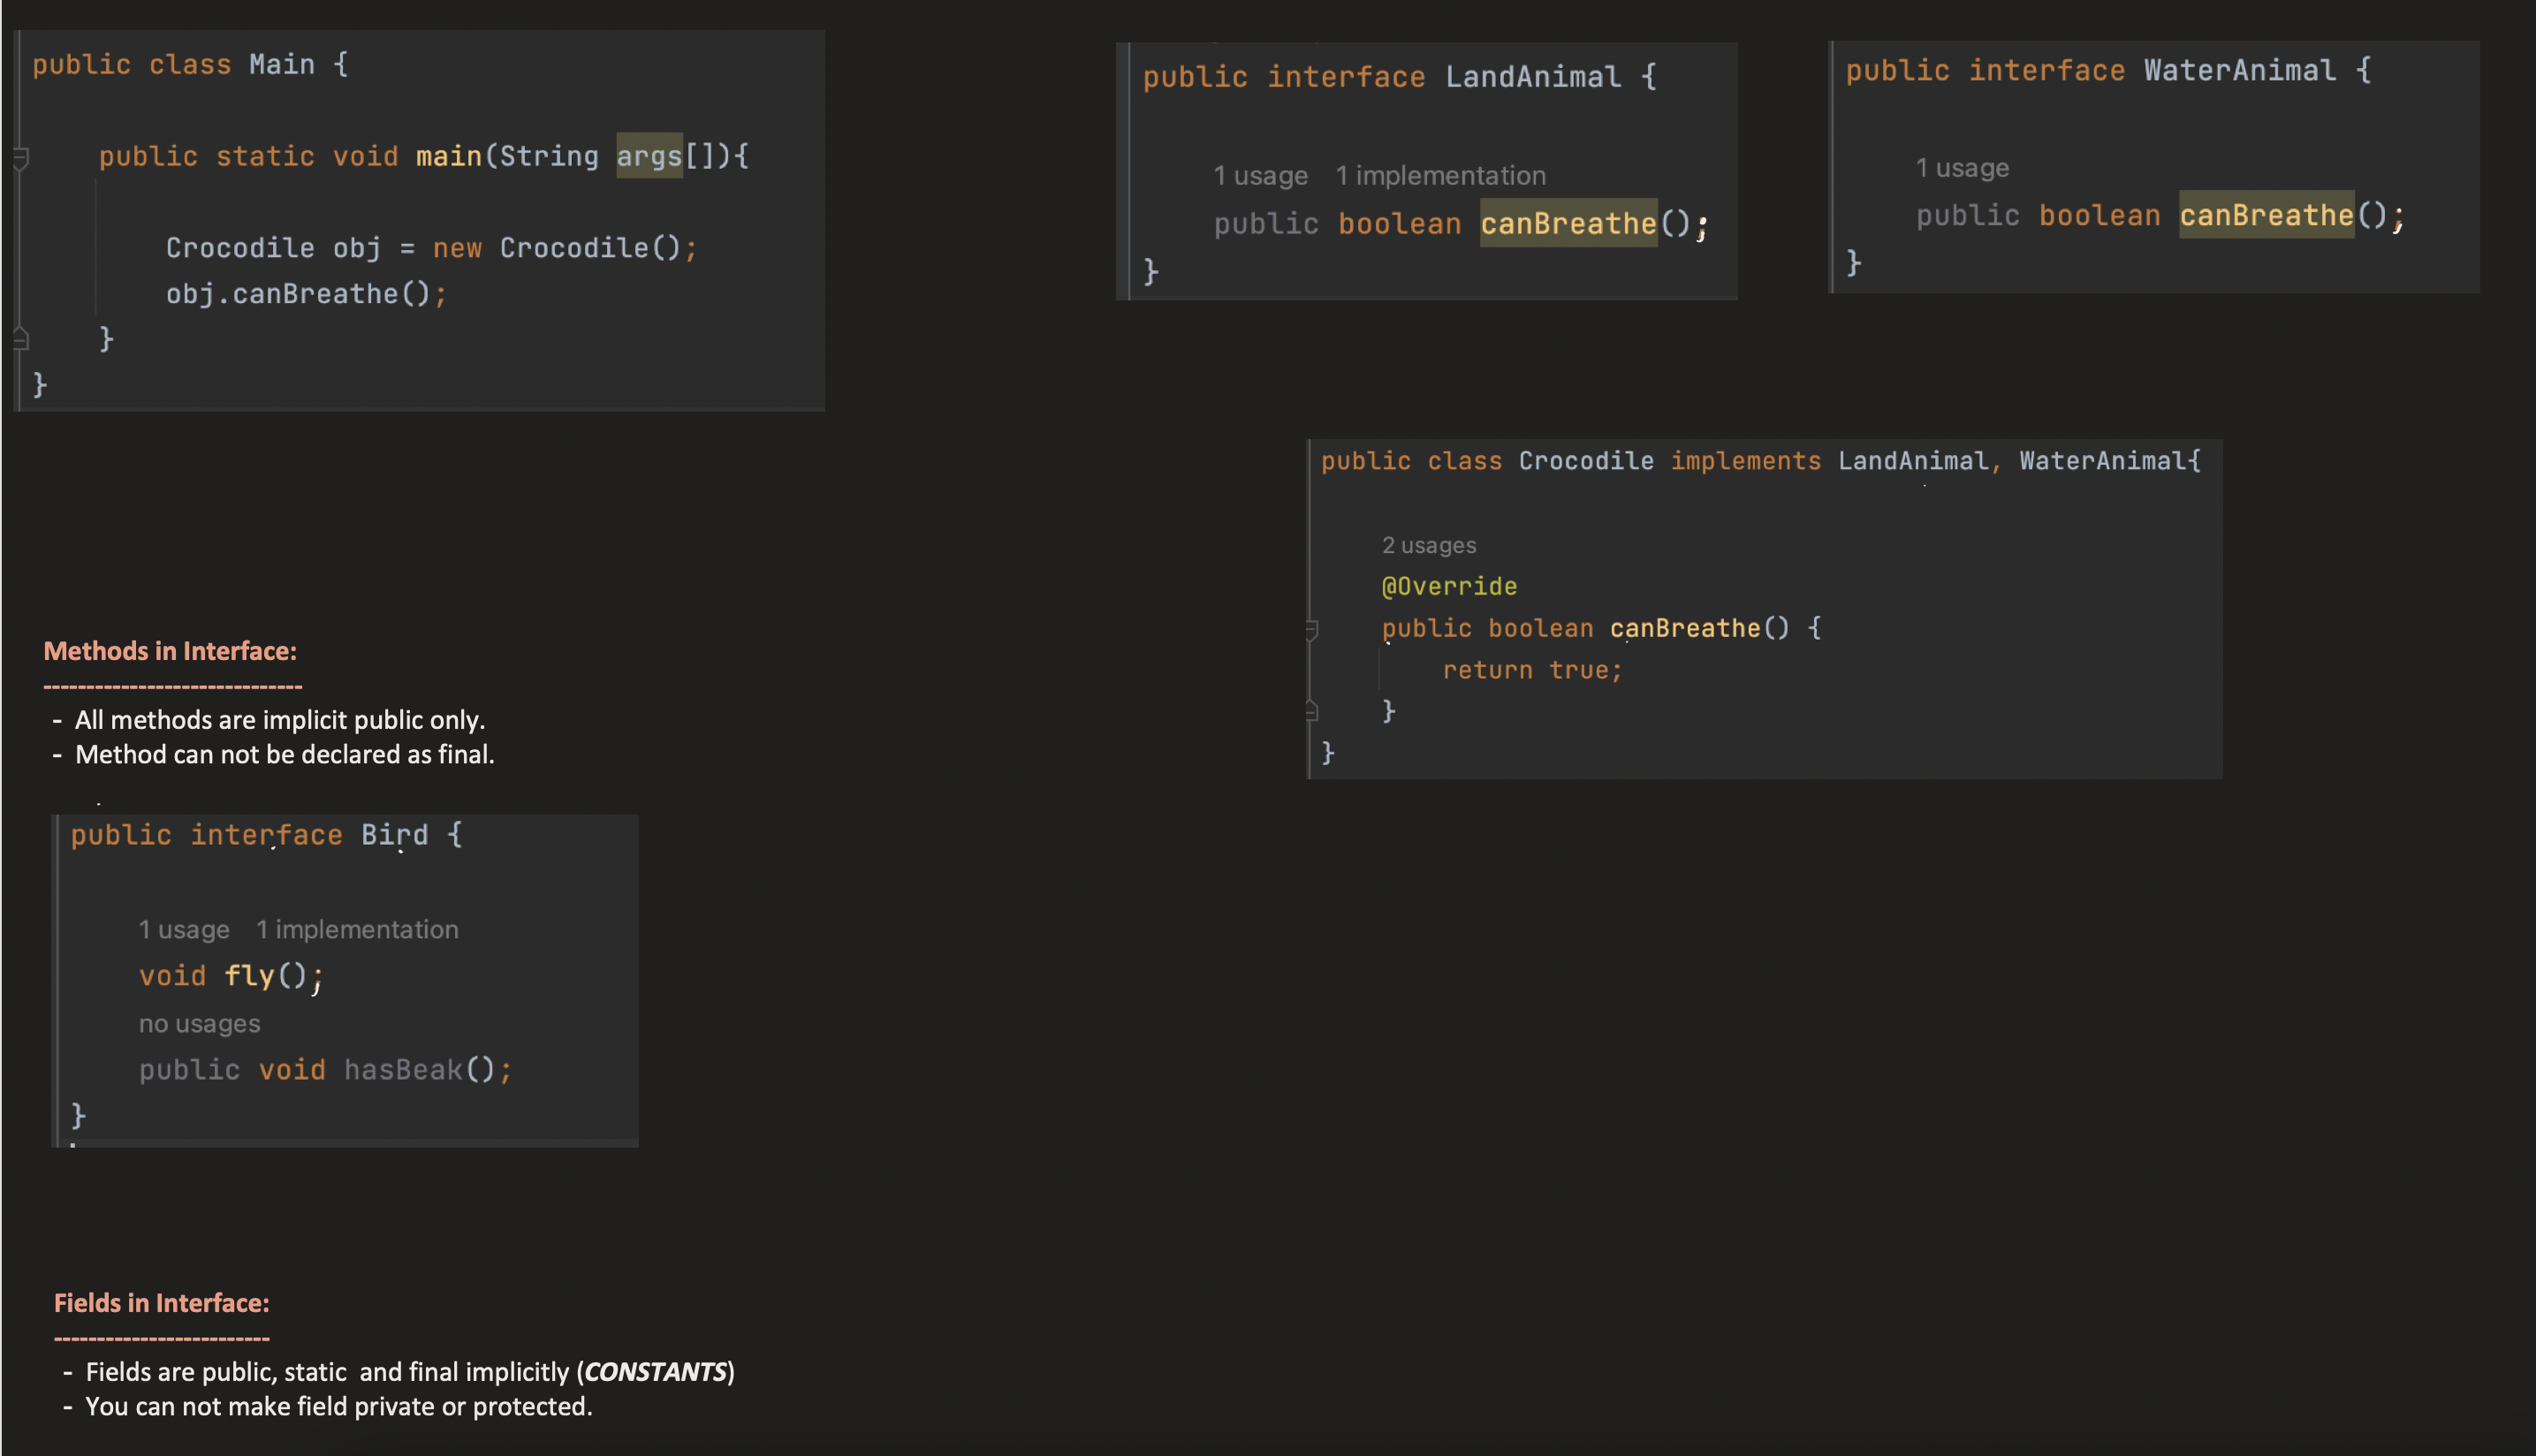 public class Main {
public static void main(String args[]){
Crocodile obj = new Crocodile();
obj.canBreathe();
}
}
public interface LandAnimal {
1 usage 1 implementation
public boolean canBreathe();
}
public interface WaterAnimal {
1 usage
public boolean canBreathe();
}
public class Crocodile implements LandAnimal, WaterAnimal{
2 usages
@Override
public boolean canBreathe() {
return true;
}
}
Methods in Interface:
------------------------------
- All methods are implicit public only.
- Method can not be declared as final.
public interface Bird {
1 usage 1 implementation
void fly();
no usages
public void hasBeak();
}
Fields in Interface:
-------------------------
- Fields are public, static and final implicitly (CONSTANTS)
- You can not make field private or protected.